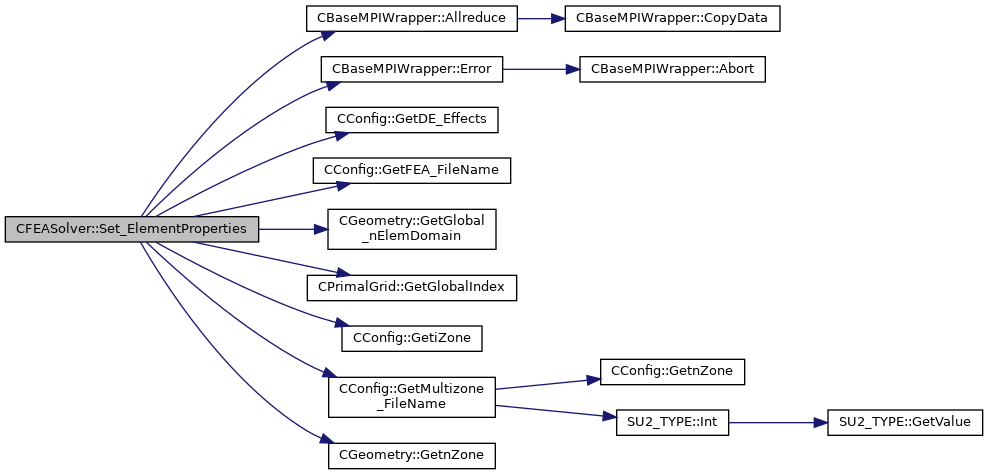 CFEASolver::Set_ElementProperties
CBaseMPIWrapper::Allreduce
CBaseMPIWrapper::CopyData
CBaseMPIWrapper::Error
CBaseMPIWrapper::Abort
CConfig::GetDE_Effects
CConfig::GetFEA_FileName
CGeometry::GetGlobal
_nElemDomain
CPrimalGrid::GetGlobalIndex
CConfig::GetiZone
CConfig::GetMultizone
_FileName
CConfig::GetnZone
SU2_TYPE::Int
SU2_TYPE::GetValue
CGeometry::GetnZone